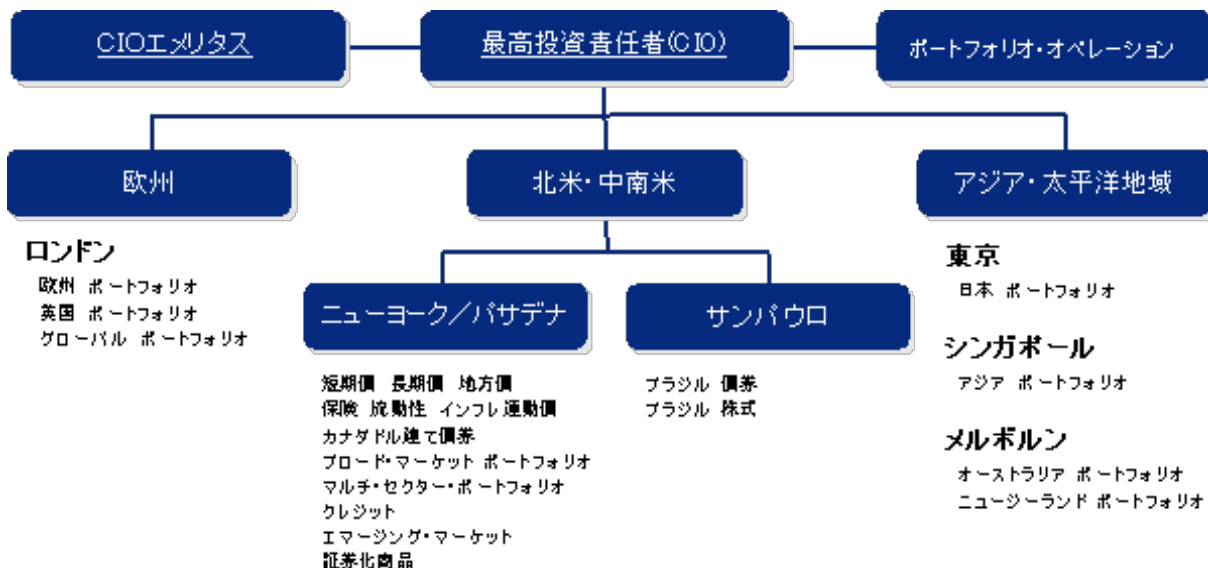 CIOエメリタス
最高投資責任者(CIO)
ポートフォリオ・オペレーション
欧州
北米・中南米
アジア・太平洋地域
ロンドン
欧州 ポートフォリオ
英国 ポートフォリオ
グローバル ポートフォリオ
ニューヨーク／パサデナ
短期債 長期債 地方債
保険 流動性 インフレ連動債
カナダドル建て債券
ブロード・マーケット ポートフォリオ
マルチ・セクター・ポートフォリオ
クレジット
エマージング・マーケット
証券化商品
サンパウロ
ブラジル 債券
ブラジル 株式
東京
日本 ポートフォリオ
シンガポール
アジア ポートフォリオ
メルボルン
オーストラリア ポートフォリオ
ニュージーランド ポートフォリオ